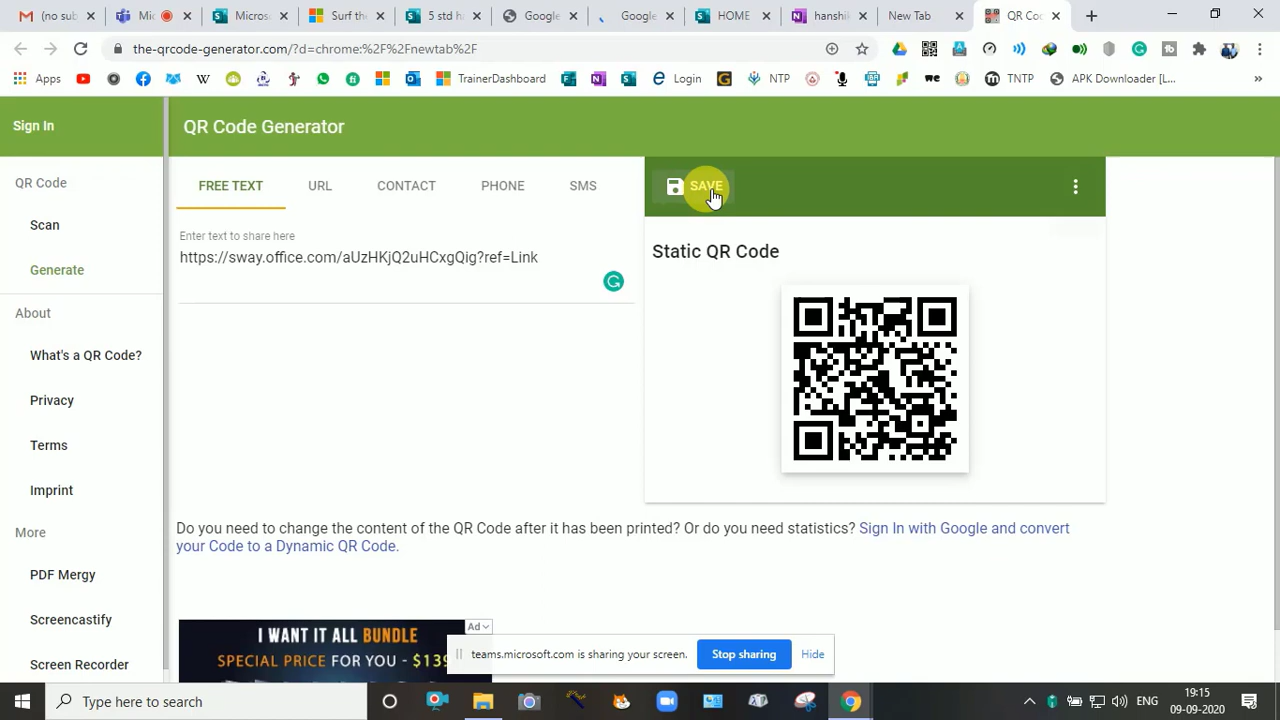 (no sub
Mi
Micros
Surf the
5 std h
Google
Google
HOME
hanshi
New Tab
QR Co
the-qrcode-generator.com/?d=chrome:%2F%2Fnewtab%2F
Apps
TrainerDashboard
Login
NTP
TNTP
APK Downloader [L...
Sign In
QR Code Generator
QR Code
Scan
Generate
About
What's a QR Code?
Privacy
Terms
Imprint
More
PDF Mergy
Screencastify
Screen Recorder
FREE TEXT
URL
CONTACT
PHONE
SMS
Enter text to share here
https://sway.office.com/aUzHKjQ2uHCxgQig?ref=Link
SAVE
Static QR Code
Do you need to change the content of the QR Code after it has been printed? Or do you need statistics? Sign In with Google and convert
your Code to a Dynamic QR Code.
Ad
I WANT IT ALL BUNDLE
SPECIAL PRICE FOR YOU - $139
teams.microsoft.com is sharing your screen.
Stop sharing
Hide
Type here to search
ENG
19:15
09-09-2020